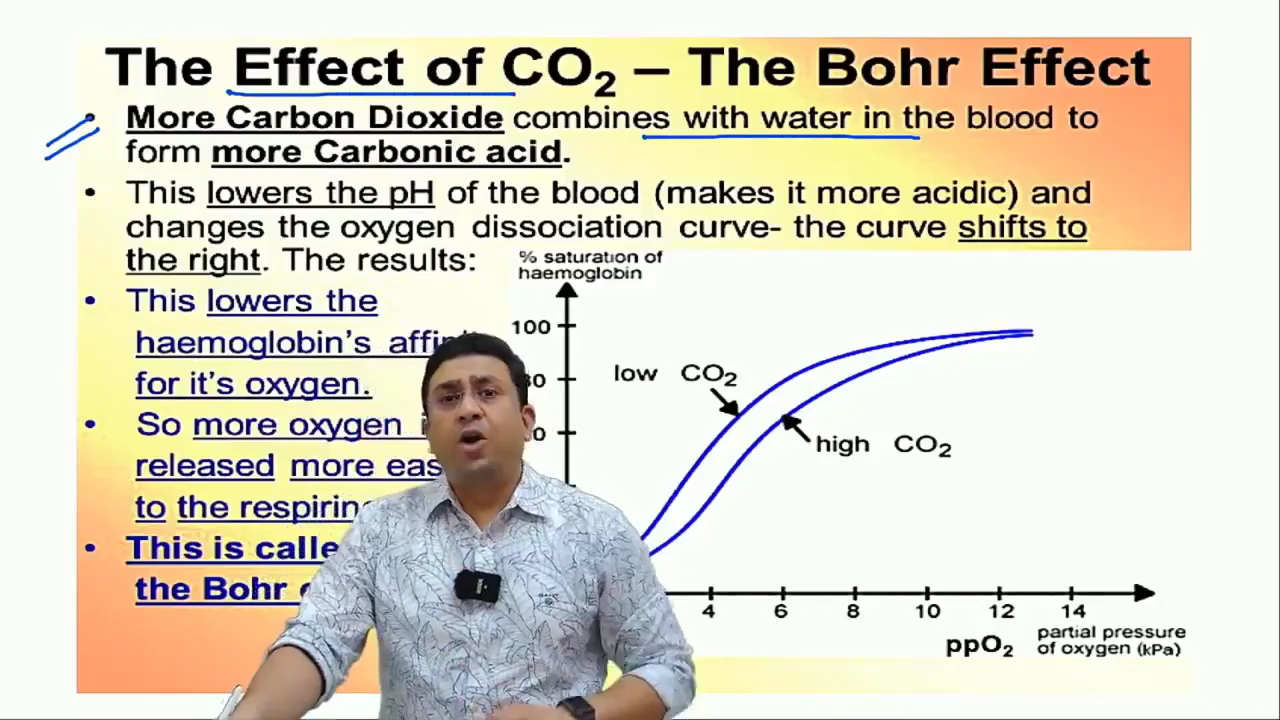 The Effect of CO₂ – The Bohr Effect
• More Carbon Dioxide combines with water in the blood to
form more Carbonic acid.
• This lowers the pH of the blood (makes it more acidic) and
changes the oxygen dissociation curve- the curve shifts to
the right. The results:
• This lowers the
haemoglobin's
for it's oxygen.
• So more oxygen
released more
to the
• This is
the Bohr
% saturation of
haemoglobin
100
low CO₂
high CO₂
4 6 8 10 12 14
ppO₂
partial pressure
of oxygen (kPa)